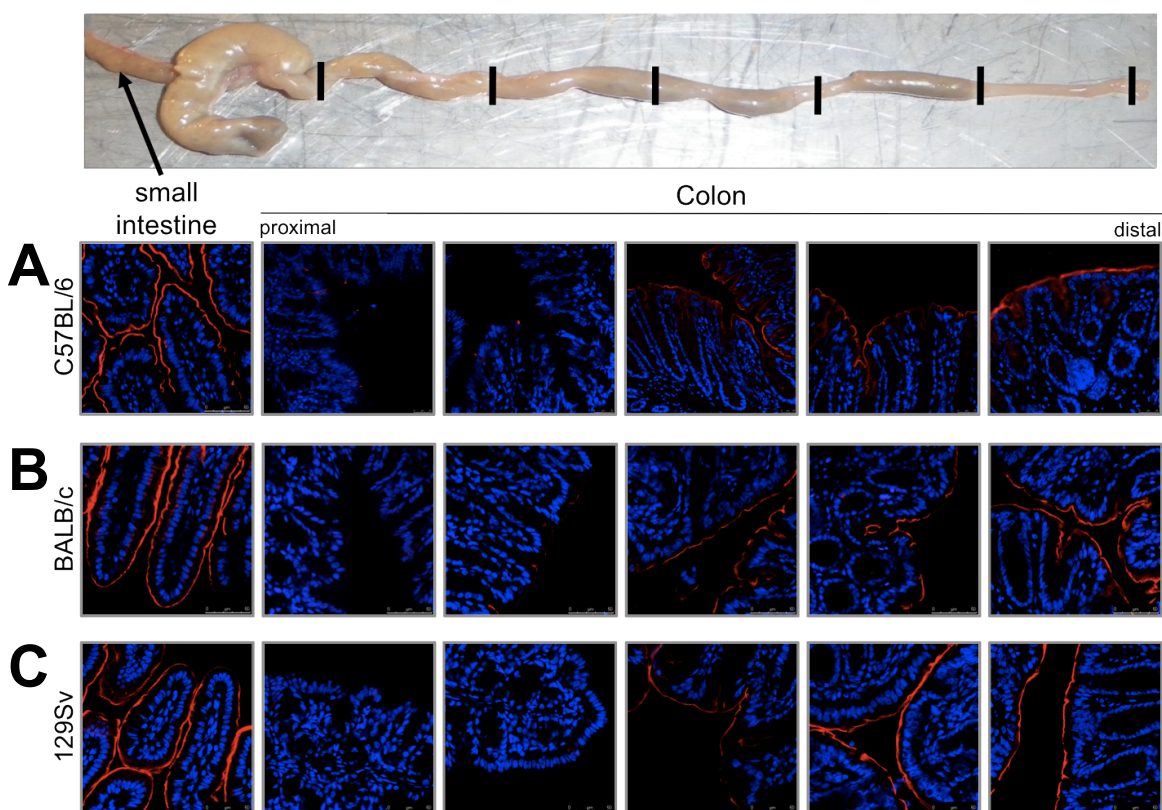 small
intestine
Colon
proximal
distal
A
C57BL/6
B
BALB/c
C
129Sv